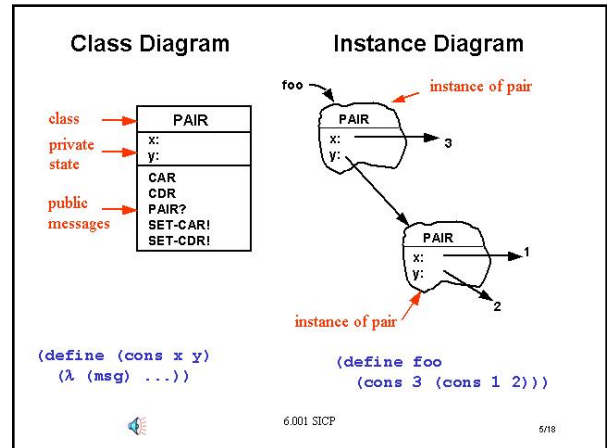 Class Diagram
Instance Diagram
class
PAIR
private
state
x:
y:
public
messages
CAR
CDR
PAIR?
SET-CAR!
SET-CDR!
foo
instance of pair
PAIR
x:
3
y:
PAIR
x:
1
y:
2
instance of pair
(define (cons x y)
(λ (msg) ...))
(define foo
(cons 3 (cons 1 2)))
6.001 SICP
5/18